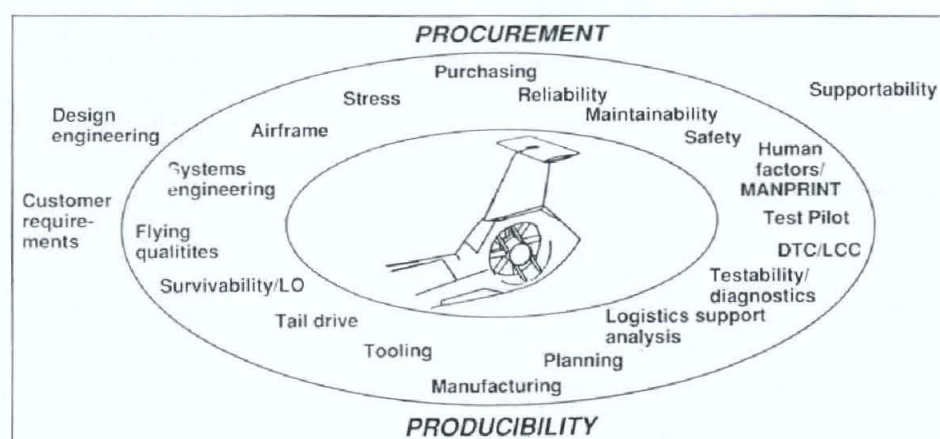 PROCUREMENT
Purchasing
Supportability
Stress
Reliability
Design
engineering
Maintainability
Airframe
Safety
Human
factors/
MANPRINT
Systems
engineering
Customer
require-
ments
Test Pilot
Flying
qualitites
DTC/LCC
Testability/
diagnostics
Survivability/LO
Logistics support
analysis
Tail drive
Tooling
Planning
Manufacturing
PRODUCIBILITY